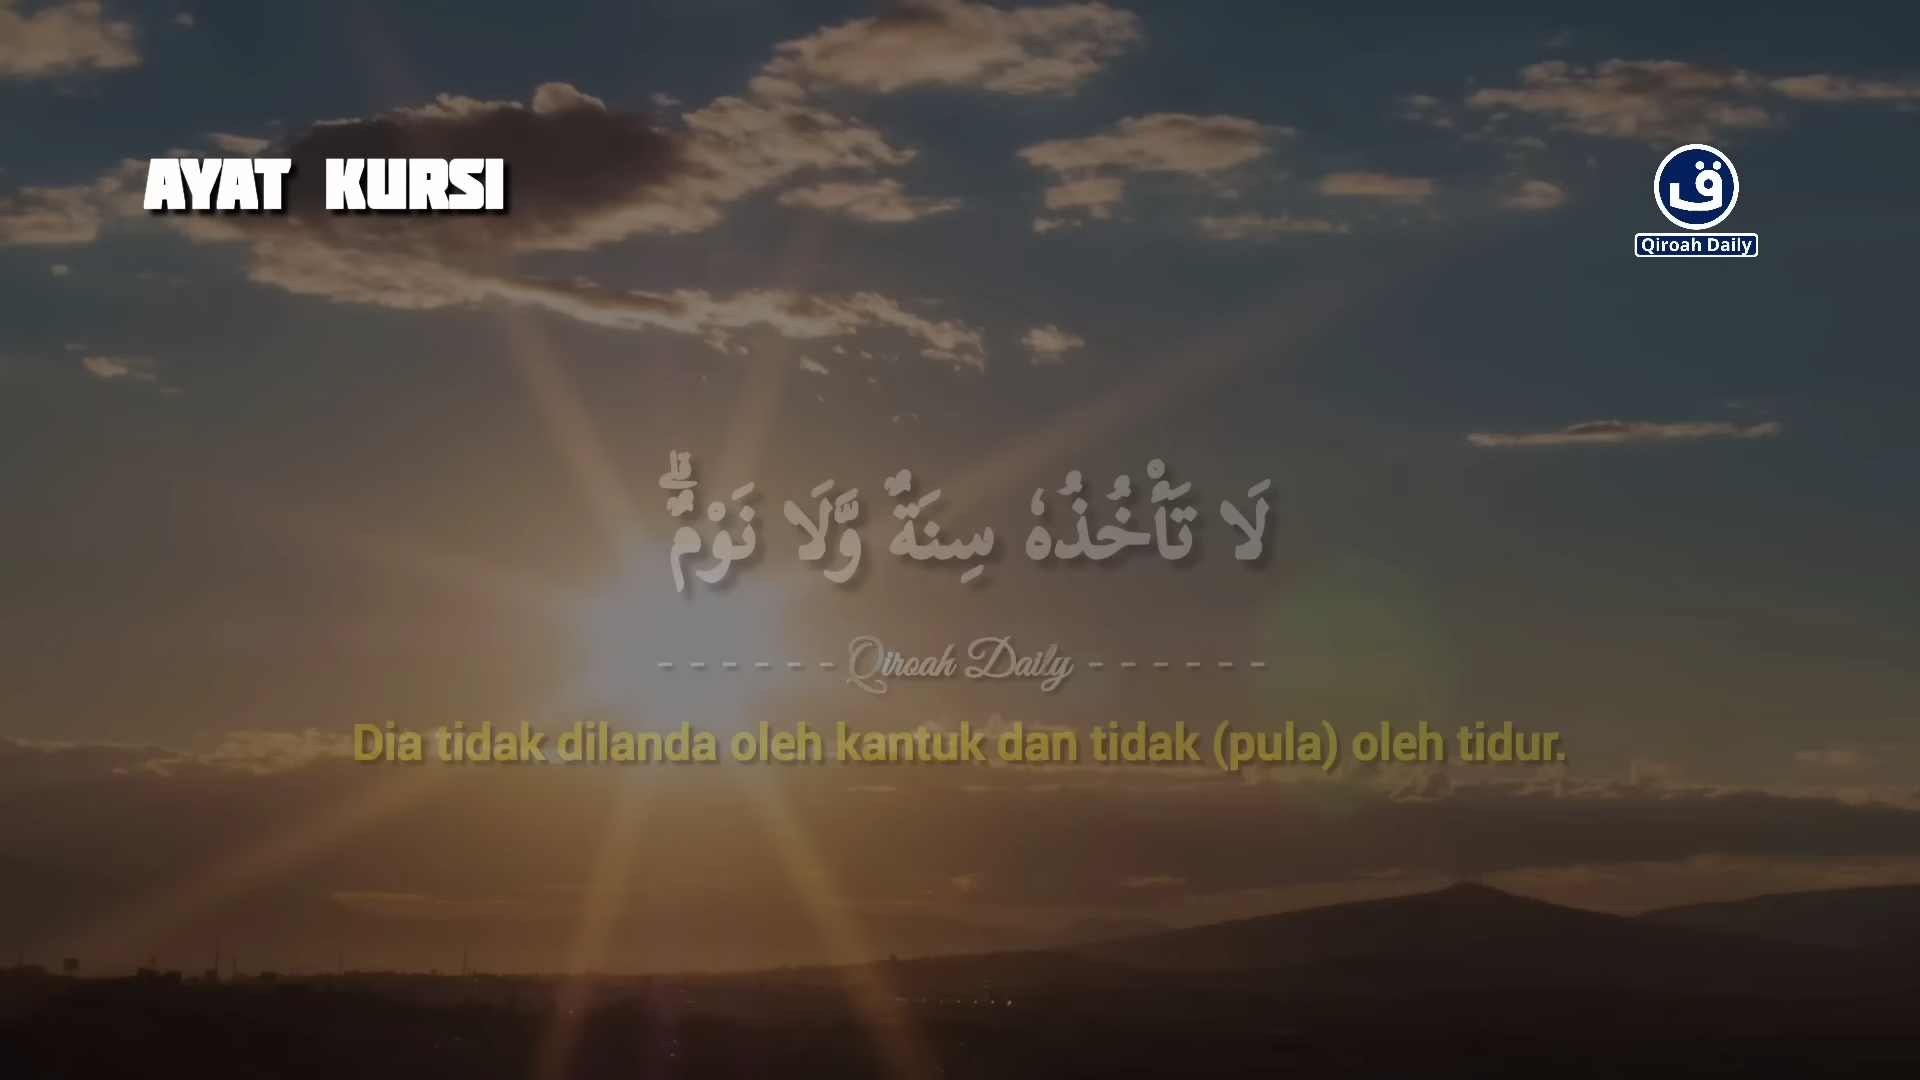 AYAT KURSI
ق
Qiroah Daily
لَا تَأْخُذُهٗ سِنَةٌ وَّلَا نَوْمٌۗ
------Qiroah Daily------
Dia tidak dilanda oleh kantuk dan tidak (pula) oleh tidur.